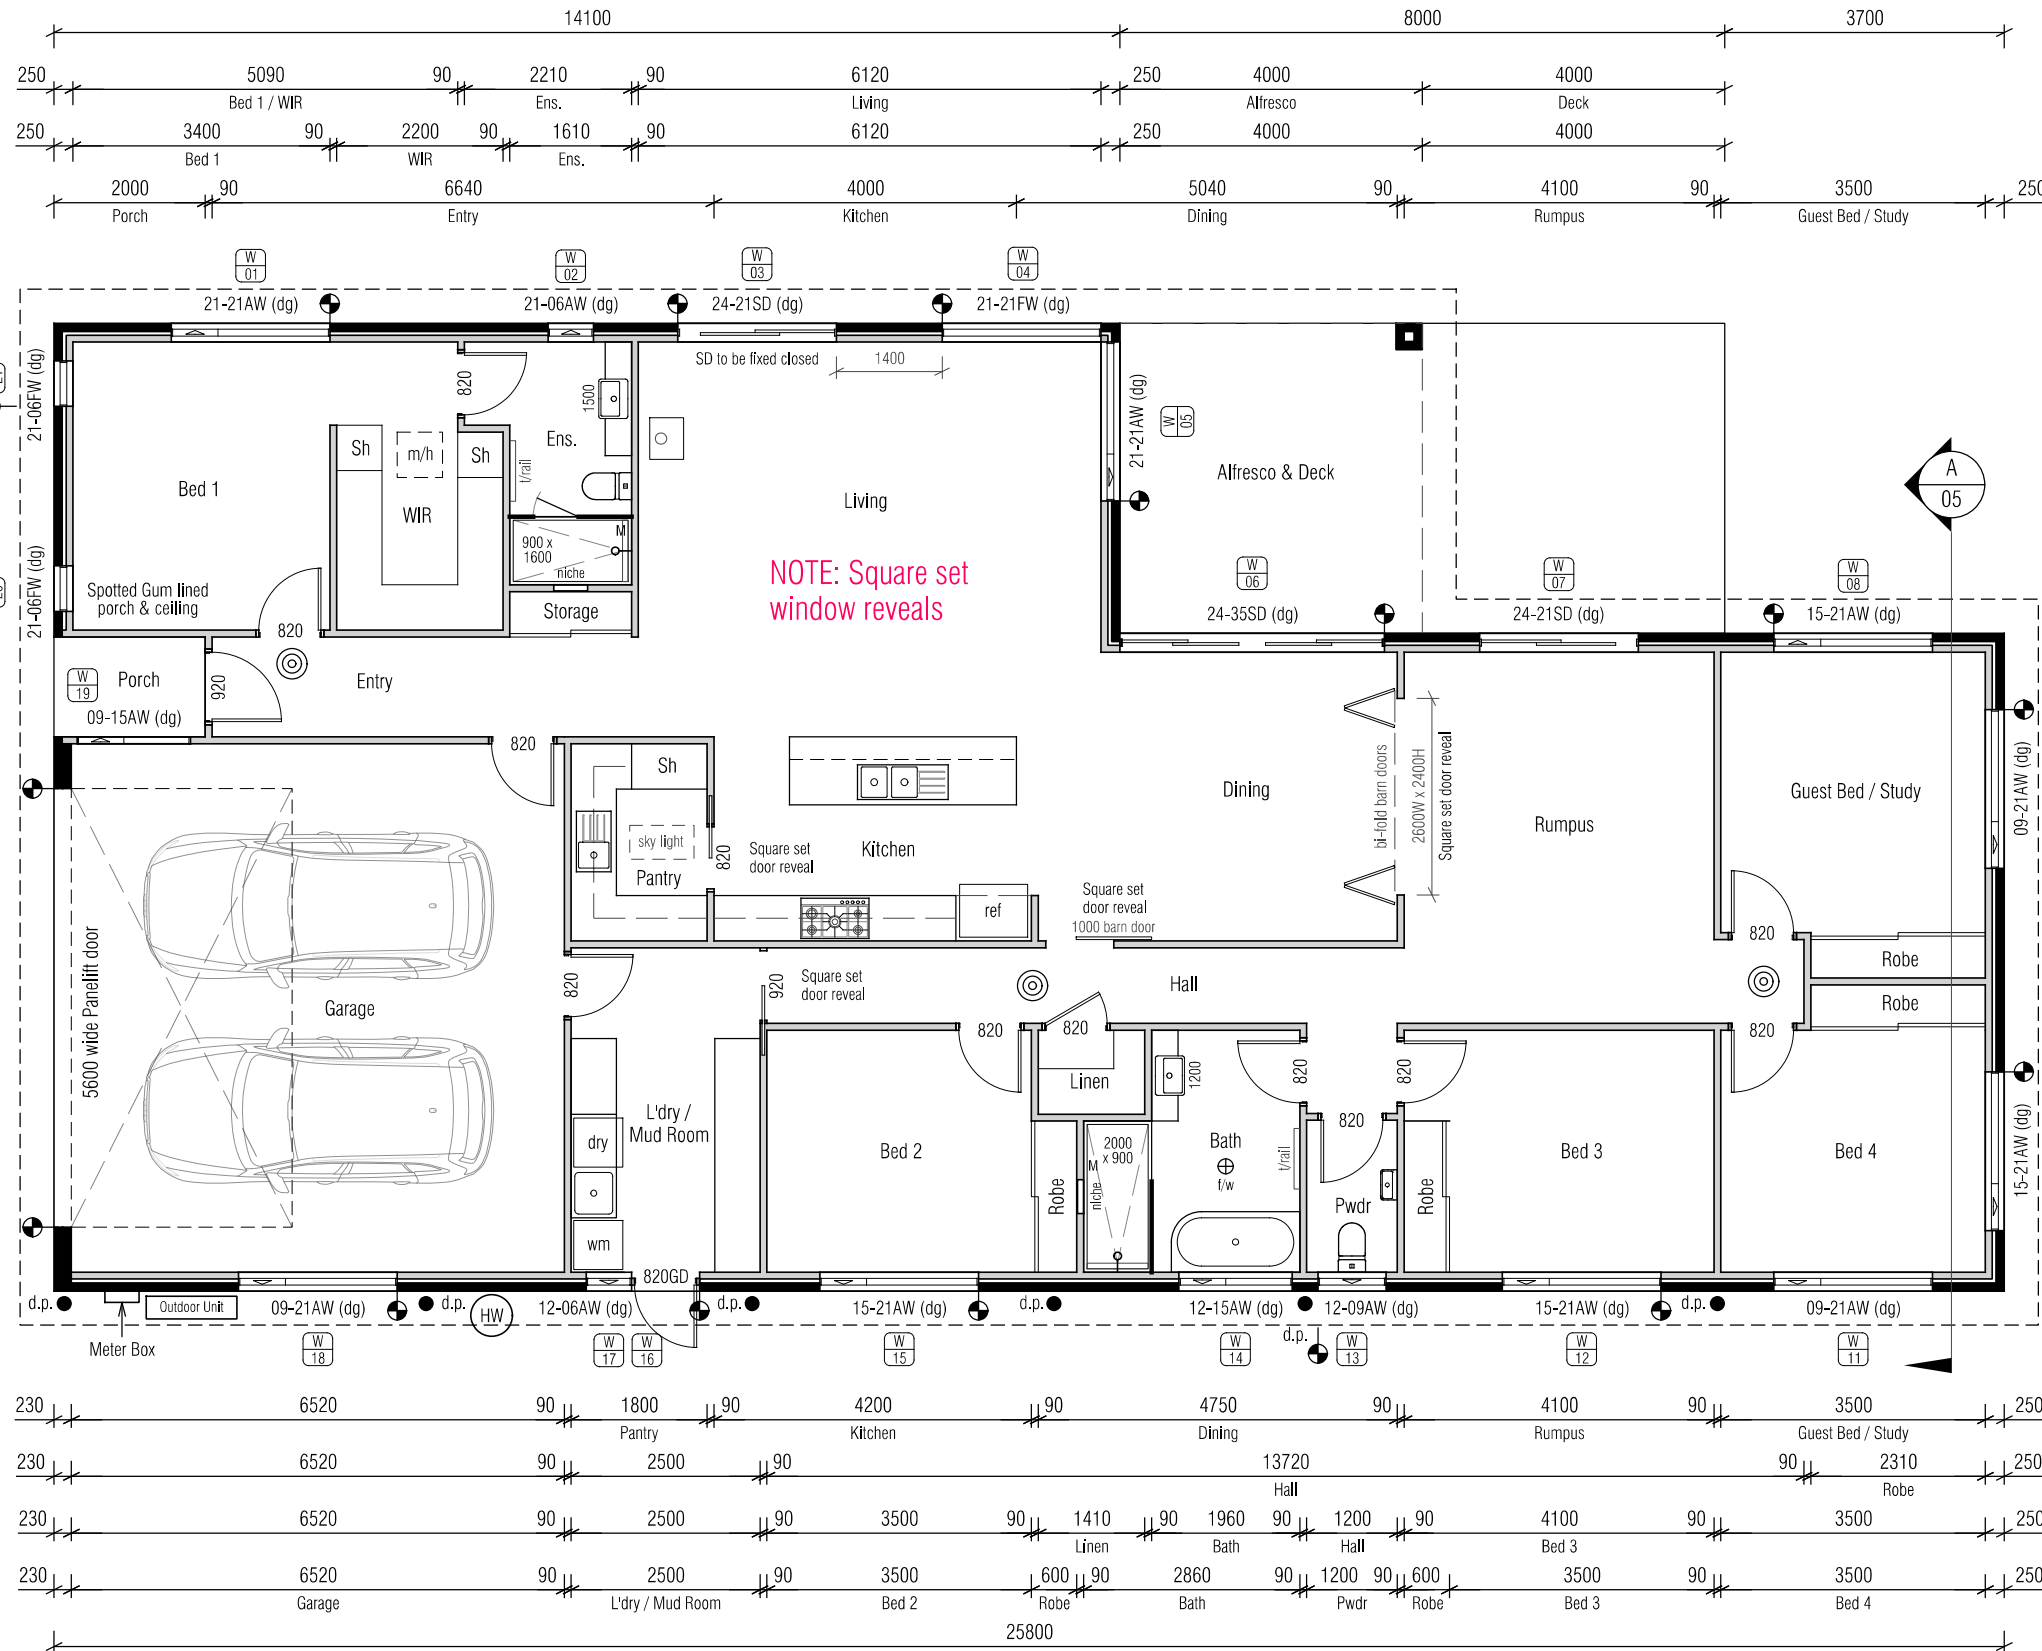 14100 8000 3700
250 5090 90 2210 90 6120 250 4000 4000
Bed 1 / WIR Ens. Living Alfresco Deck
250 3400 90 2200 90 1610 90 6120 250 4000 4000
Bed 1 WIR Ens.
2000 90 6640 4000 5040 90 4100 90 3500 250
Porch Entry Kitchen Dining Rumpus Guest Bed / Study
W 01
W 02
W 03
W 04
21-21AW (dg) 21-06AW (dg) 24-21SD (dg) 21-21FW (dg)
SD to be fixed closed 1400
21-06FW (dg)
820
1500
21-21AW (dg)
W 05
Sh m/h Sh
Ens.
t/rail
Bed 1
WIR
Living
Alfresco & Deck
A
05
M
900 x
1600
niche
21-06FW (dg)
NOTE: Square set
window reveals
Spotted Gum lined
porch & ceiling
Storage
W 06
W 07
W 08
24-35SD (dg) 24-21SD (dg) 15-21AW (dg)
820
W 19
Porch
920
Entry
09-15AW (dg)
820
Sh
sky light
Pantry
820
Square set
door reveal
Kitchen
ref
Dining
bi-fold barn doors
2600W x 2400H
Square set door reveal
Rumpus
Guest Bed / Study
09-21AW (dg)
Square set
door reveal
1000 barn door
5600 wide Panelift door
Garage
820
920
Square set
door reveal
Hall
820
Robe
Robe
820
820
820
Linen
1200
820
820
820
L'dry /
Mud Room
dry
wm
Bed 2
Robe
2000
x 900
M
niche
Bath
f/w
t/rail
Pwdr
Robe
Bed 3
Bed 4
15-21AW (dg)
820GD
d.p. Outdoor Unit 09-21AW (dg) d.p. HW 12-06AW (dg) d.p. 15-21AW (dg) d.p. 12-15AW (dg) 12-09AW (dg) 15-21AW (dg) d.p. 09-21AW (dg)
d.p.
Meter Box
W 18
W 17
W 16
W 15
W 14
W 13
W 12
W 11
230 6520 90 1800 90 4200 90 4750 90 4100 90 3500 250
Pantry Kitchen Dining Rumpus Guest Bed / Study
230 6520 90 2500 90 13720 90 2310 250
Hall Robe
230 6520 90 2500 90 3500 90 1410 90 1960 90 1200 90 4100 90 3500 250
Linen Bath Hall Bed 3
230 6520 90 2500 90 3500 600 90 2860 90 1200 90 600 3500 90 3500 250
Garage L'dry / Mud Room Bed 2 Robe Bath Pwdr Robe Bed 3 Bed 4
25800